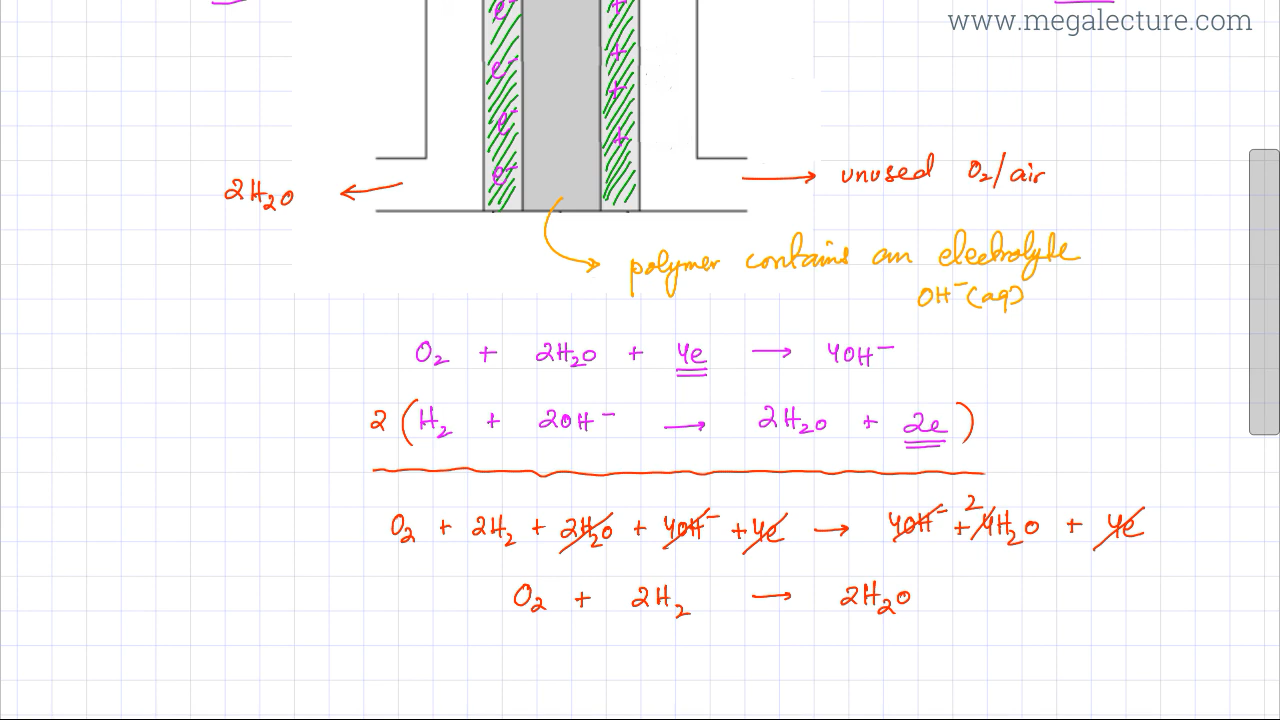 www.megalecture.com
e⁻ +
e⁻ +
e⁻ +
e⁻ +
2H₂O ← → unused O₂/air
polymer contains an electrolyte
OH⁻(aq)
O₂ + 2H₂O + 4e → 4OH⁻
2 (H₂ + 2OH⁻ → 2H₂O + 2e)
O₂ + 2H₂ + 2H₂O + 4OH⁻ + 4e → 4OH⁻ + 2 4H₂O + 4e
O₂ + 2H₂ → 2H₂O